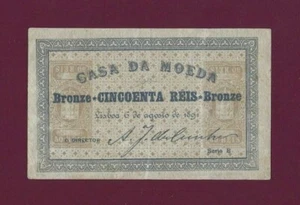 CASA DA MOEDA
Bronze-CINCOENTA RÉIS-Bronze
Lisboa, 6 de agosto de 1891
O DIRECTOR
Serie